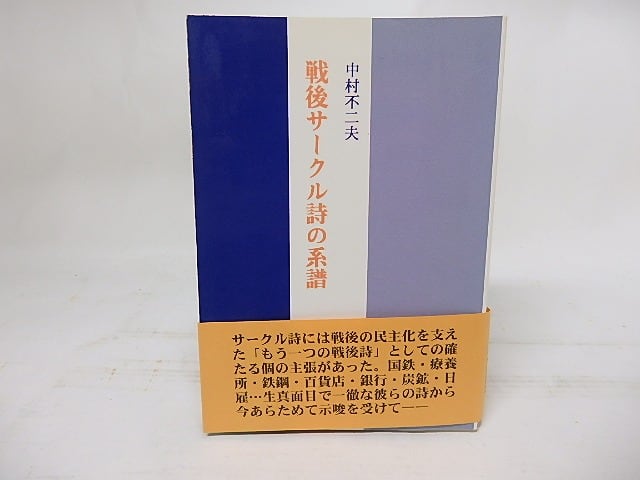 中村不二夫
戦後サークル詩の系譜
サークル詩には戦後の民主化を支え
た「もう一つの戦後詩」としての確
たる個の主張があった。国鉄・療養
所・鉄鋼・百貨店・銀行・炭鉱・日
雇…生真面目で一徹な彼らの詩から
今あらためて示唆を受けて――